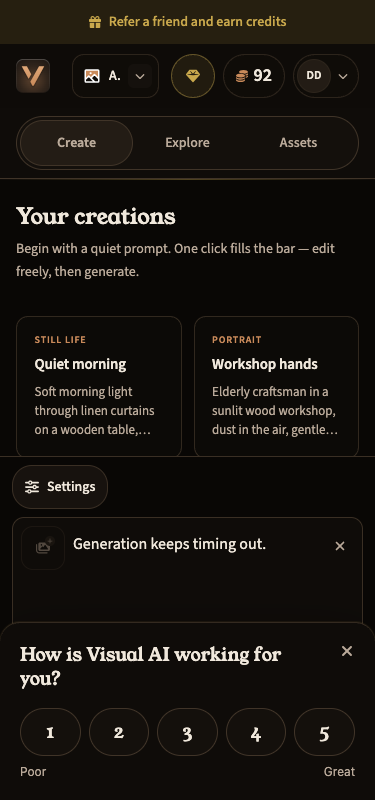 Refer a friend and earn credits
A.
92
DD
Create
Explore
Assets
Your creations
Begin with a quiet prompt. One click fills the bar — edit
freely, then generate.
STILL LIFE
Quiet morning
Soft morning light
through linen curtains
on a wooden table,…
PORTRAIT
Workshop hands
Elderly craftsman in a
sunlit wood workshop,
dust in the air, gentle…
Settings
Generation keeps timing out.
How is Visual AI working for
you?
1
2
3
4
5
Poor
Great